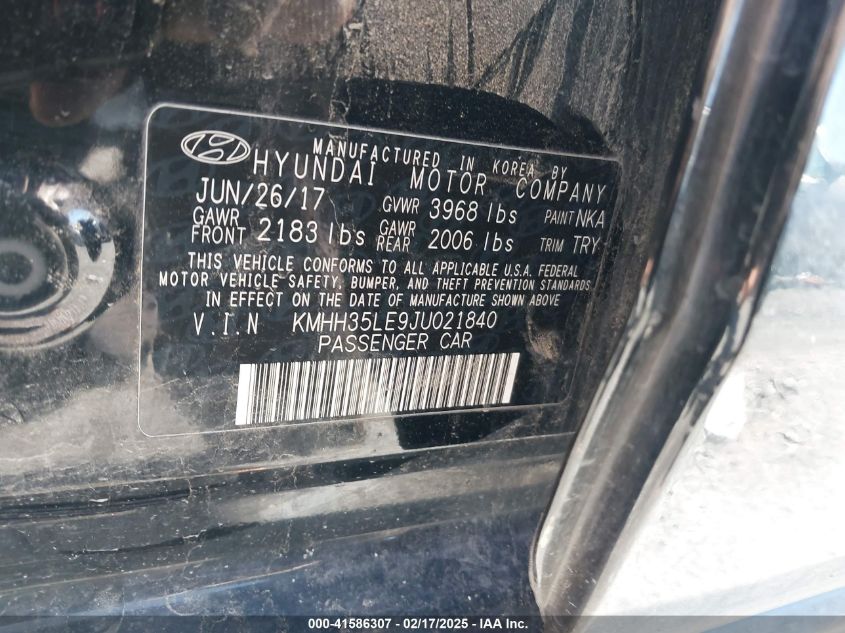 MANUFACTURED IN KOREA BY
HYUNDAI MOTOR COMPANY
JUN/26/17 GVWR 3968 lbs PAINT NKA
GAWR FRONT 2183 lbs GAWR REAR 2006 lbs TRIM TRY
THIS VEHICLE CONFORMS TO ALL APPLICABLE U.S.A. FEDERAL
MOTOR VEHICLE SAFETY, BUMPER, AND THEFT PREVENTION STANDARDS
IN EFFECT ON THE DATE OF MANUFACTURE SHOWN ABOVE
V.I.N KMHH35LE9JU021840
PASSENGER CAR
000-41586307 - 02/17/2025 - IAA, Inc.